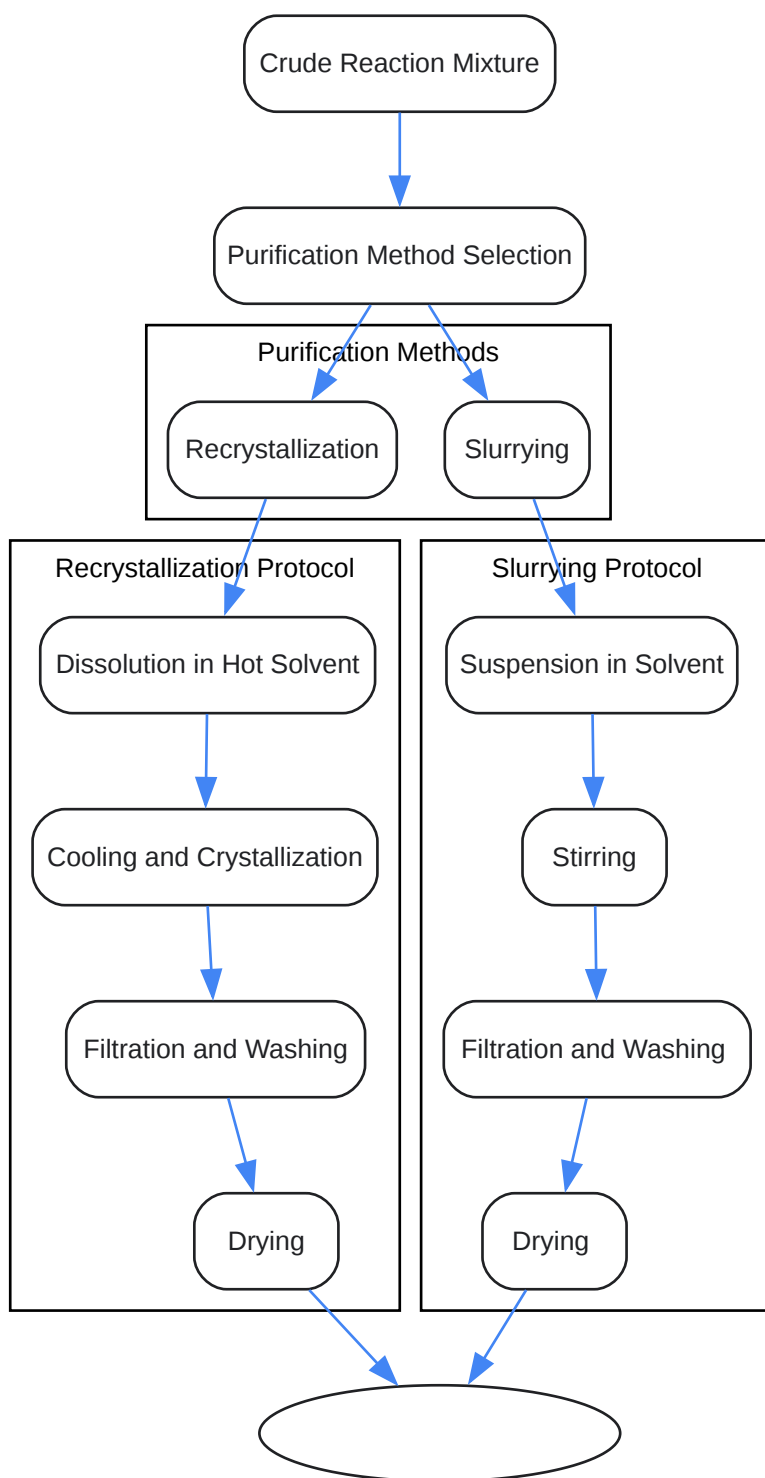 Crude Reaction Mixture
Purification Method Selection
Purification Methods
Recrystallization
Slurrying
Recrystallization Protocol
Dissolution in Hot Solvent
Cooling and Crystallization
Filtration and Washing
Drying
Slurrying Protocol
Suspension in Solvent
Stirring
Filtration and Washing
Drying